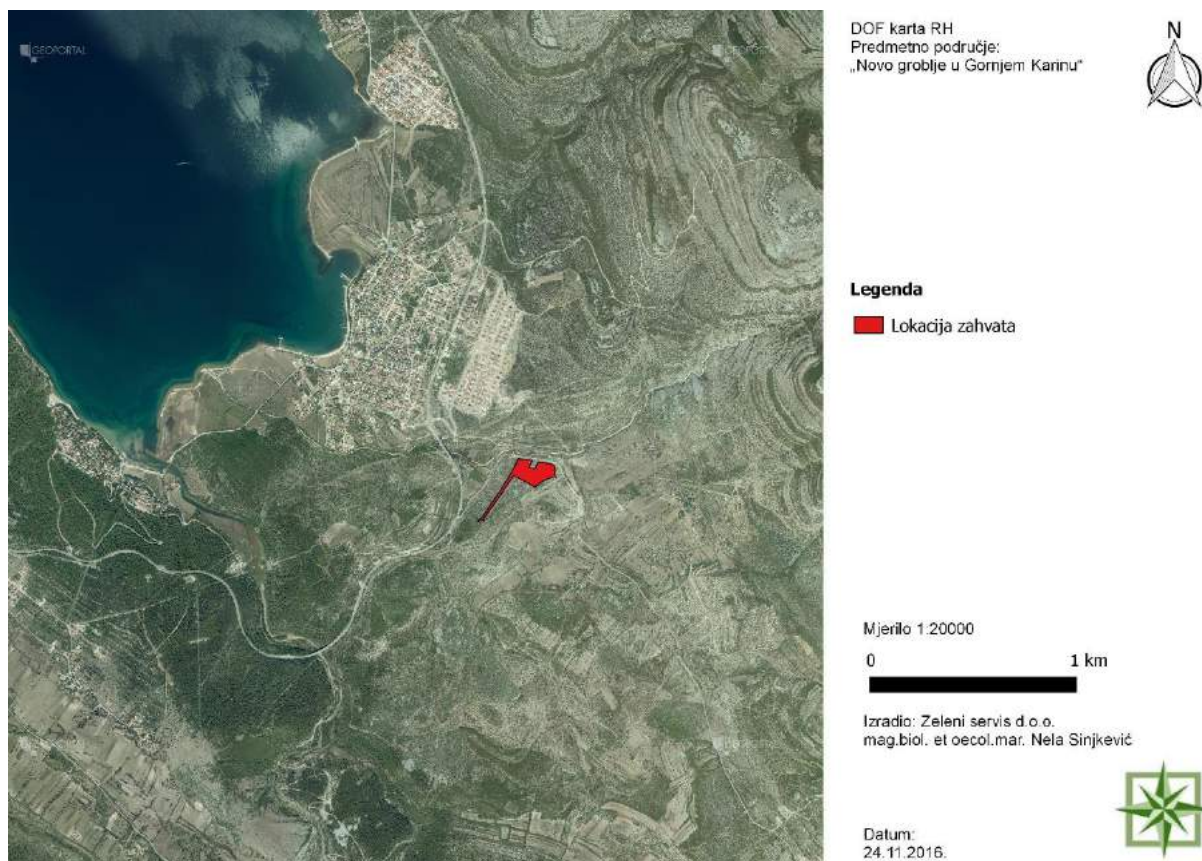 GEOPORTAL
GEOPORTAL
DOF karta RH
Predmetno područje:
„Novo groblje u Gornjem Karinu"
N
Legenda
Lokacija zahvata
Mjerilo 1:20000
0 1 km
Izradio: Zeleni servis d.o.o.
mag.biol. et oecol.mar. Nela Sinjkević
Datum:
24.11.2016.